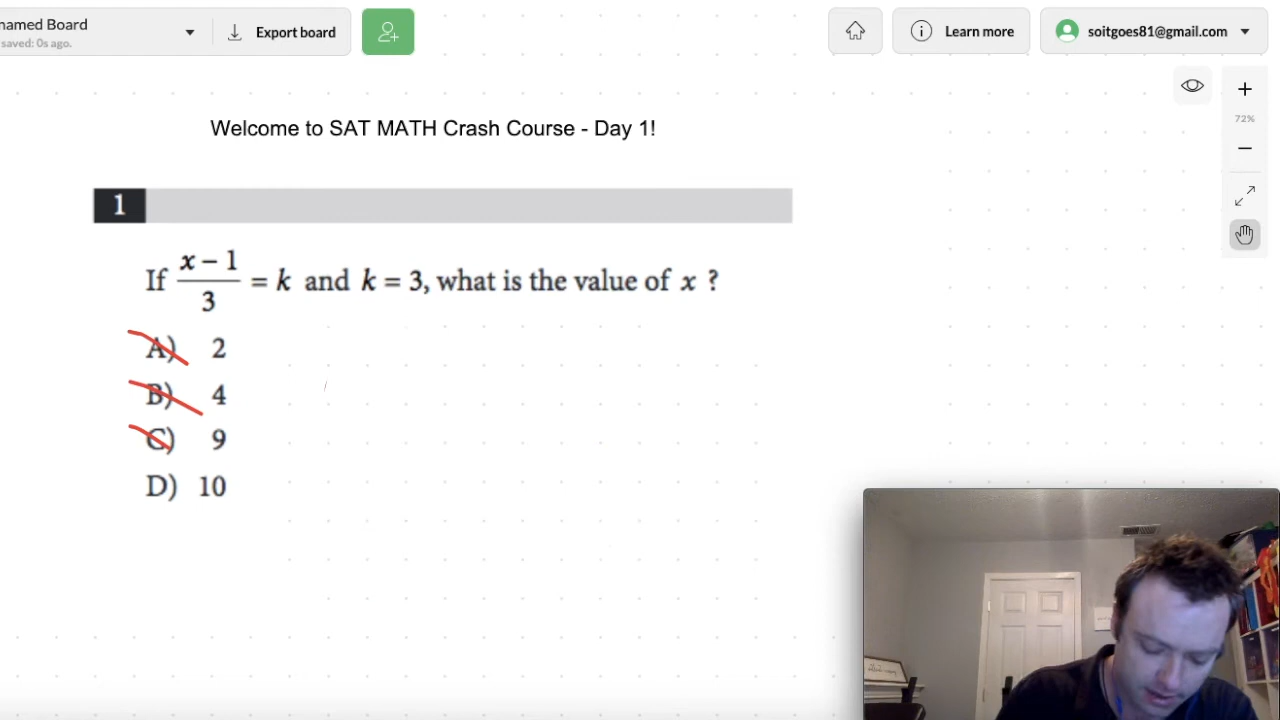 named Board
saved: 0s ago.
Export board
Learn more
soitgoes81@gmail.com
72%
Welcome to SAT MATH Crash Course - Day 1!
1
If (x – 1)/3 = k and k = 3, what is the value of x ?
A) 2
B) 4
C) 9
D) 10